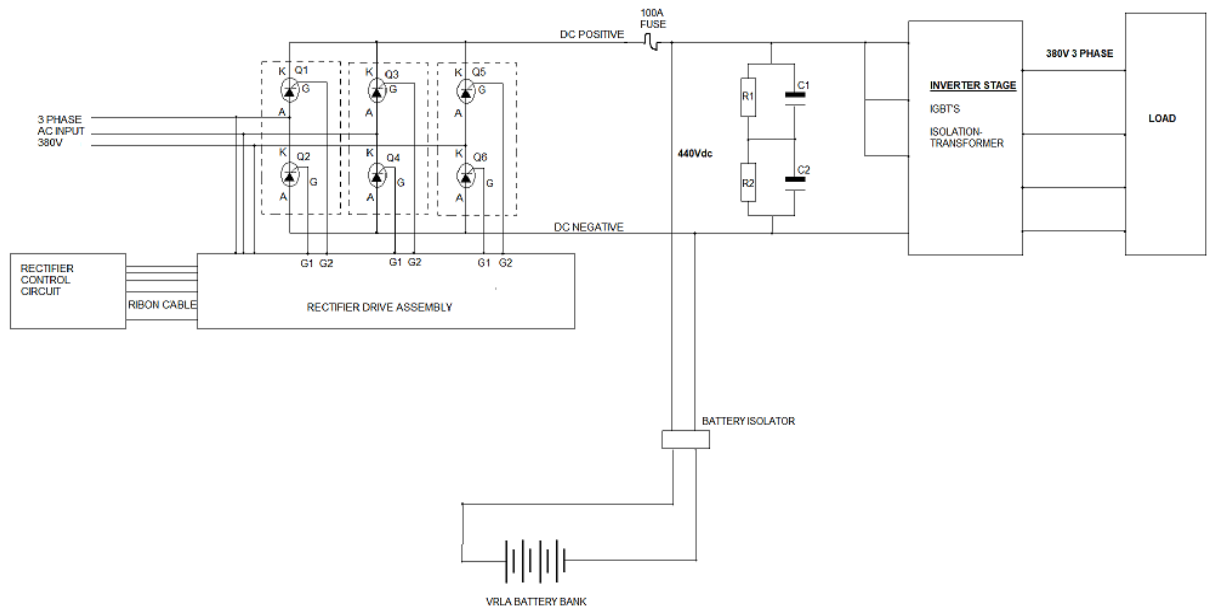 100A
FUSE
DC POSITIVE
K Q1
G
A
K Q3
G
A
K Q5
G
A
3 PHASE
AC INPUT
380V
K Q2
G
A
K Q4
G
A
K Q6
G
A
R1
C1
440Vdc
R2
C2
INVERTER STAGE
IGBT'S
ISOLATION-
TRANSFORMER
380V 3 PHASE
LOAD
DC NEGATIVE
G1 G2
G1 G2
G1 G2
RECTIFIER
CONTROL
CIRCUIT
RIBON CABLE
RECTIFIER DRIVE ASSEMBLY
BATTERY ISOLATOR
VRLA BATTERY BANK